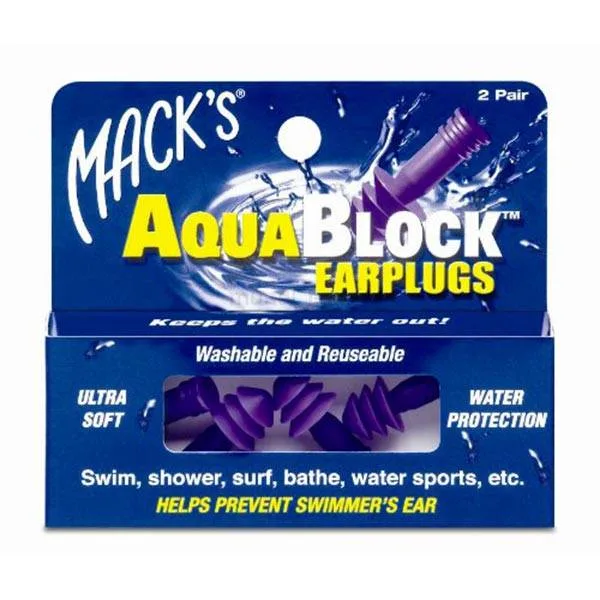 2 Pair
MACK'S®
AQUABLOCK™
EARPLUGS
Keeps the water out!
Washable and Reuseable
ULTRA
SOFT
WATER
PROTECTION
Swim, shower, surf, bathe, water sports, etc.
HELPS PREVENT SWIMMER'S EAR